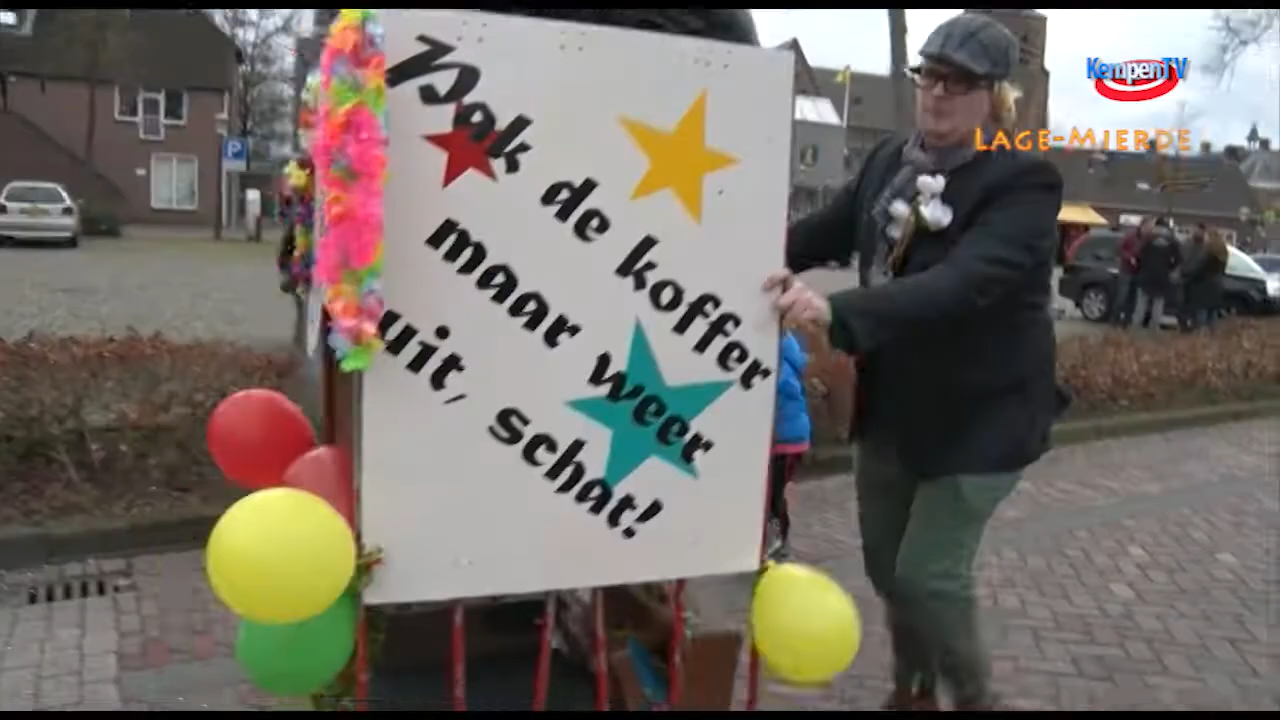 KempenTV
LAGE-MIERDE
P
Pak
de koffer
maar weer
uit, schat!